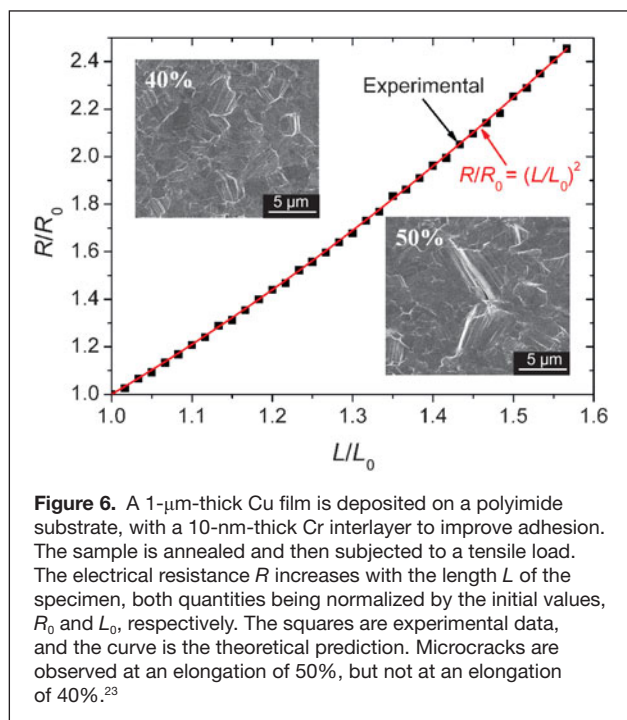 2.4
2.2
2.0
1.8
1.6
1.4
1.2
1.0
R/R₀
40%
5 µm
Experimental
R/R₀ = (L/L₀)²
50%
5 µm
1.0 1.1 1.2 1.3 1.4 1.5 1.6
L/L₀
Figure 6. A 1-µm-thick Cu film is deposited on a polyimide
substrate, with a 10-nm-thick Cr interlayer to improve adhesion.
The sample is annealed and then subjected to a tensile load.
The electrical resistance R increases with the length L of the
specimen, both quantities being normalized by the initial values,
R₀ and L₀, respectively. The squares are experimental data,
and the curve is the theoretical prediction. Microcracks are
observed at an elongation of 50%, but not at an elongation
of 40%.²³